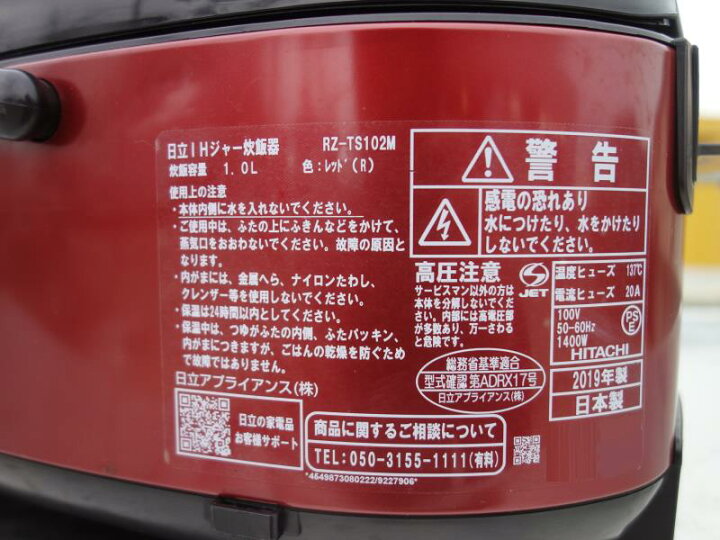 日立IHジャー炊飯器 RZ-TS102M
炊飯容量 1.0L 色:レッド(R)
使用上の注意
・本体内側に水を入れないでください。
・ご使用中は、ふたの上にふきんなどをかけて、
蒸気口をおおわないでください。故障の原因と
なります。
・内がまには、金属へら、ナイロンたわし、
クレンザー等を使用しないでください。
・保温は24時間以内としてください。
・保温中は、つゆがふたの内側、ふたパッキン、
内がまにつきますが、ごはんの乾燥を防ぐためで
故障ではありません。
日立アプライアンス(株)
日立の家電品
お客様サポート
警告
感電の恐れあり
水につけたり、水をかけたり
しないでください。
高圧注意
サービスマン以外の方は
本体を分解しないでくださ
い。内部には高電圧部
が多数あり、万一さわる
と危険です。
JET
温度ヒューズ 137℃
電流ヒューズ 20A
100V
50-60Hz
1400W
PS
E
HITACHI
総務省基準適合
型式確認 第ADRX17号
日立アプライアンス(株)
2019年製
日本製
商品に関するご相談について
TEL:050-3155-1111(有料)
*4549873080222/9227906*